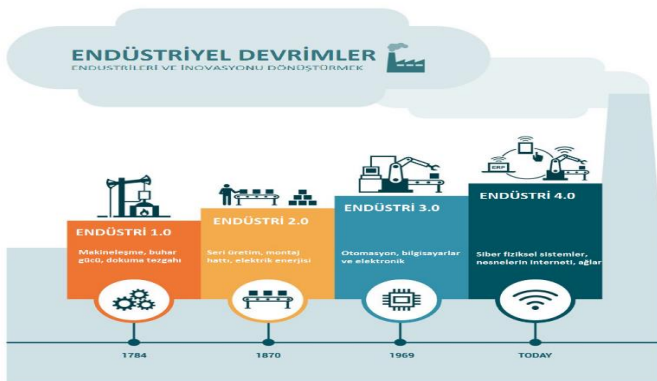 ENDÜSTRİYEL DEVRİMLER
ENDÜSTRİLERİ VE İNOVASYONU DÖNÜŞTÜRMEK
ENDÜSTRİ 1.0
Makineleşme, buhar
gücü, dokuma tezgahı
ENDÜSTRİ 2.0
Seri üretim, montaj
hattı, elektrik enerjisi
ENDÜSTRİ 3.0
Otomasyon, bilgisayarlar
ve elektronik
ERP
ENDÜSTRİ 4.0
Siber fiziksel sistemler,
nesnelerin interneti, ağlar
1784
1870
1969
TODAY